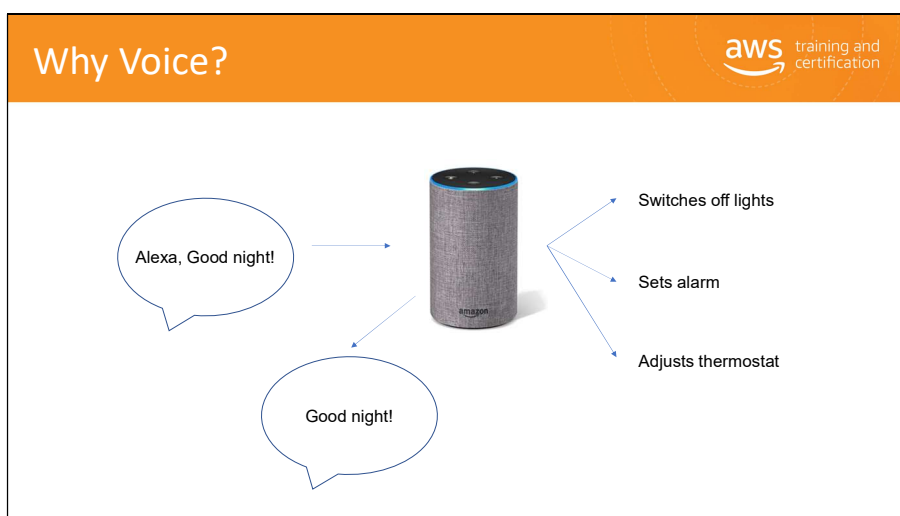 Why Voice?
aws training and
certification
Alexa, Good night!
Switches off lights
Sets alarm
amazon
Adjusts thermostat
Good night!